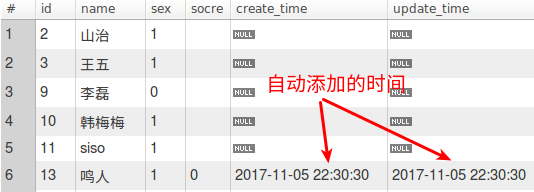 # id name sex socre create_time update_time
1 2 山治 1 NULL NULL
2 3 王五 1 NULL NULL
自动添加的时间
3 9 李磊 0 NULL NULL
4 10 韩梅梅 1 NULL NULL
5 11 siso 1 NULL NULL
6 13 鸣人 1 0 2017-11-05 22:30:30 2017-11-05 22:30:30